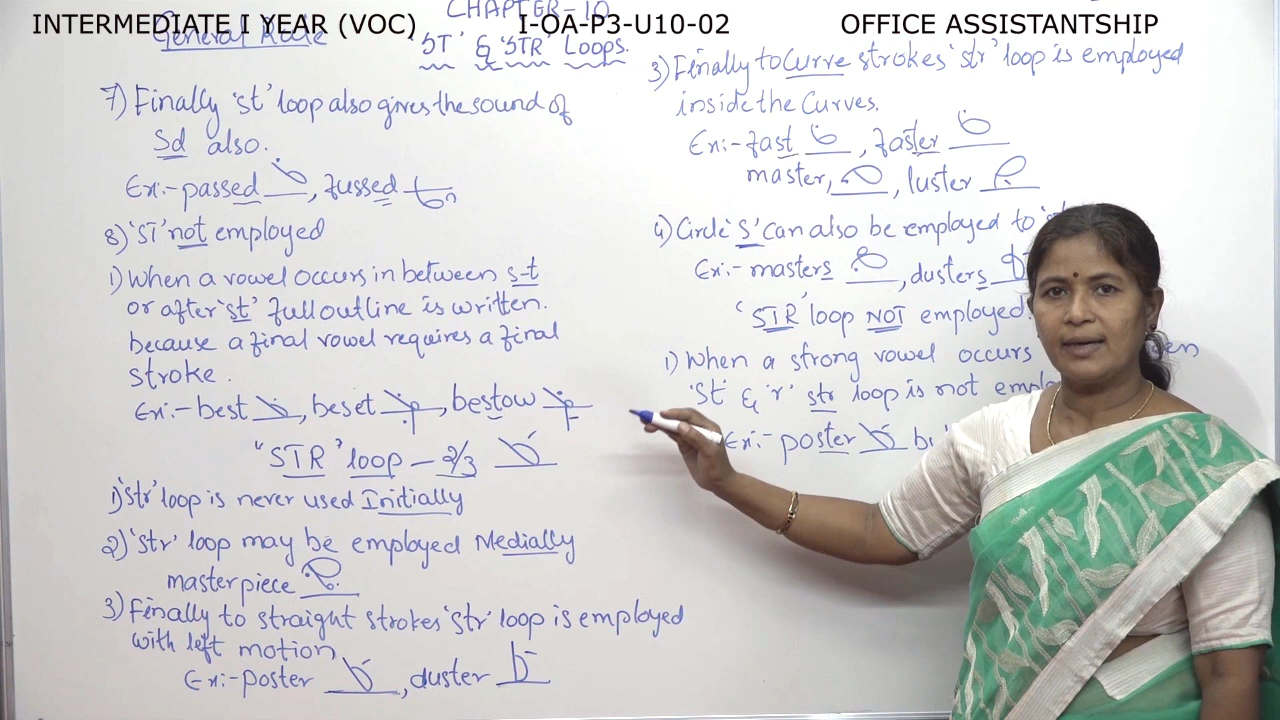 INTERMEDIATE I YEAR (VOC) I-OA-P3-U10-02 OFFICE ASSISTANTSHIP
CHAPTER-10
General Rule
'ST' & 'STR' Loops.
7) Finally 'st' loop also gives the sound of
Sd also.
Ex:- passed , fussed
8) 'ST' not employed
1) When a vowel occurs in between s-t
or after 'st' full outline is written.
because a final vowel requires a final
stroke.
Ex:- best , beset , bestow
"STR" loop - 2/3
1) 'str' loop is never used Initially
2) 'Str' loop may be employed Medially
masterpiece
3) Finally to straight strokes 'str' loop is employed
with left motion
Ex:- poster , duster
3) Finally to Curve strokes 'str' loop is employed
inside the Curves.
Ex:- fast , faster
master, , luster
4) Circle 'S' can also be employed to
Ex:- masters , dusters
'STR' loop NOT employed
1) When a strong vowel occurs
'St' & 'r' str loop is not
Ex:- poster